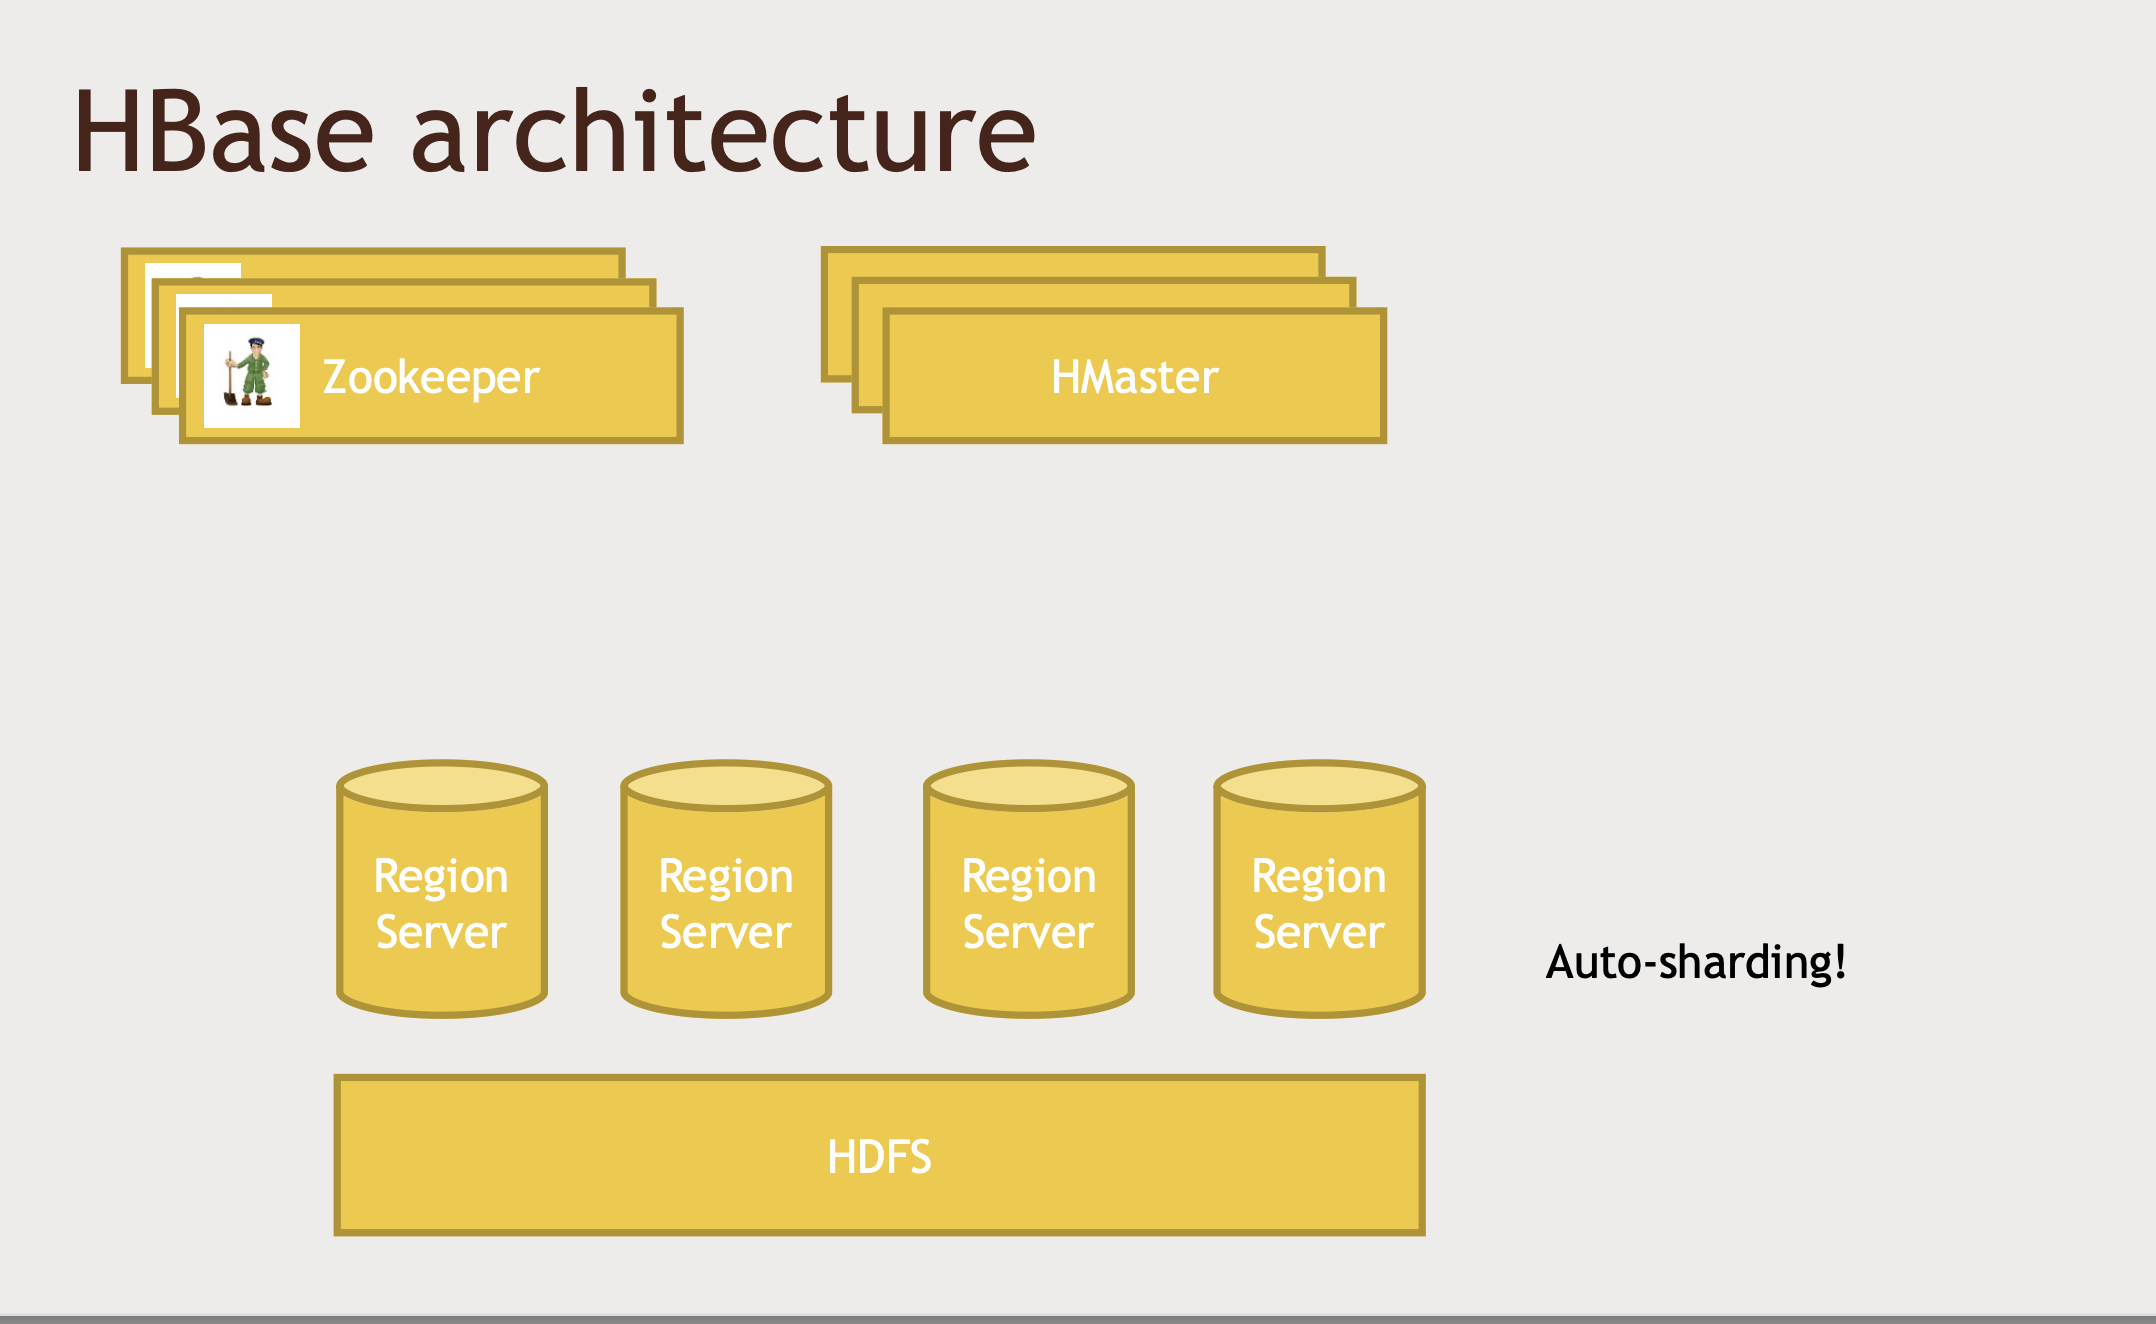 HBase architecture
Zookeeper
HMaster
Region
Server
Region
Server
Region
Server
Region
Server
Auto-sharding!
HDFS